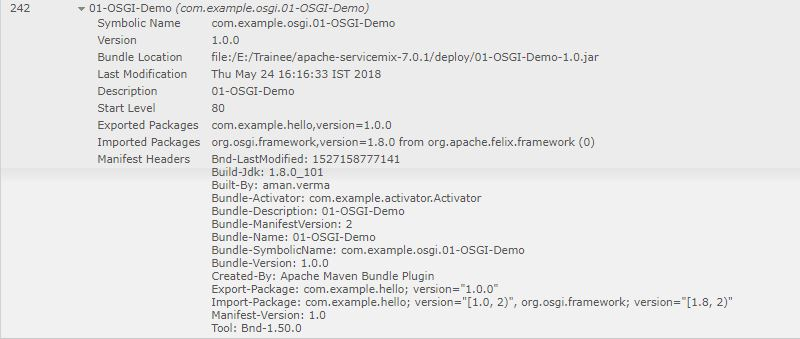 242 01-OSGI-Demo (com.example.osgi.01-OSGI-Demo)
Symbolic Name com.example.osgi.01-OSGI-Demo
Version 1.0.0
Bundle Location file:/E:/Trainee/apache-servicemix-7.0.1/deploy/01-OSGI-Demo-1.0.jar
Last Modification Thu May 24 16:16:33 IST 2018
Description 01-OSGI-Demo
Start Level 80
Exported Packages com.example.hello,version=1.0.0
Imported Packages org.osgi.framework,version=1.8.0 from org.apache.felix.framework (0)
Manifest Headers Bnd-LastModified: 1527158777141
Build-Jdk: 1.8.0_101
Built-By: aman.verma
Bundle-Activator: com.example.activator.Activator
Bundle-Description: 01-OSGI-Demo
Bundle-ManifestVersion: 2
Bundle-Name: 01-OSGI-Demo
Bundle-SymbolicName: com.example.osgi.01-OSGI-Demo
Bundle-Version: 1.0.0
Created-By: Apache Maven Bundle Plugin
Export-Package: com.example.hello; version="1.0.0"
Import-Package: com.example.hello; version="[1.0, 2)", org.osgi.framework; version="[1.8, 2)"
Manifest-Version: 1.0
Tool: Bnd-1.50.0